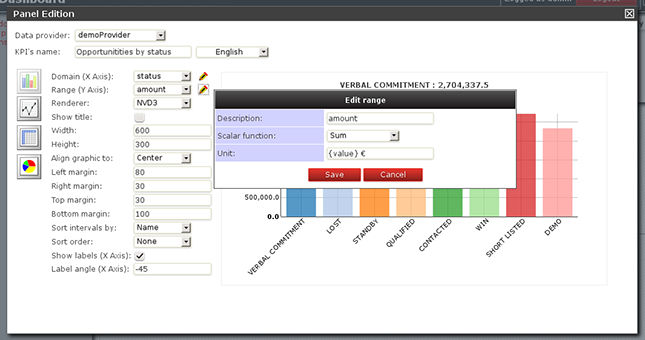 Dashboard
Panel Edition
Data provider: demoProvider
KPI's name: Opportunitities by status English
Domain (X Axis): status
Range (Y Axis): amount
Renderer: NVD3
Show title:
Width: 600
Height: 300
Align graphic to: Center
Left margin: 80
Right margin: 30
Top margin: 30
Bottom margin: 100
Sort intervals by: Name
Sort order: None
Show labels (X Axis):
Label angle (X Axis): -45
VERBAL COMMITMENT : 2,704,337.5
Edit range
Description: amount
Scalar function: Sum
Unit: {value} €
Save Cancel
500,000.0
0.0
VERBAL COMMITMENT
LOST
STANDBY
QUALIFIED
CONTACTED
WIN
SHORT LISTED
DEMO